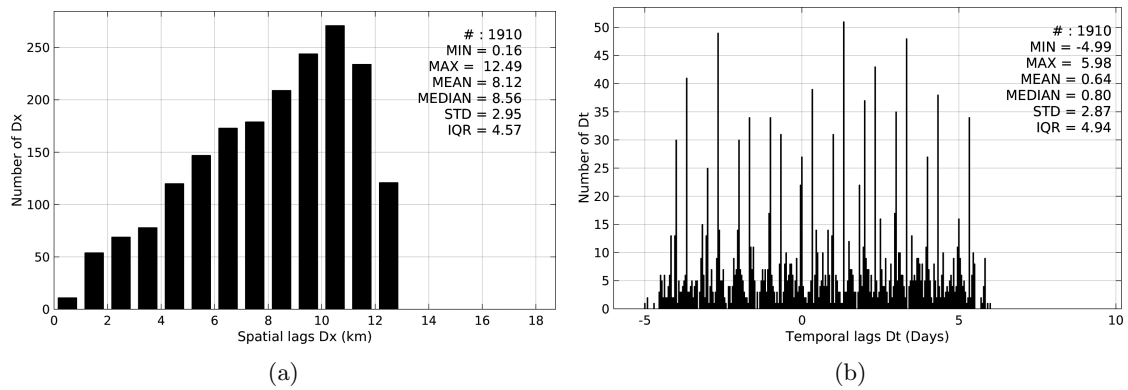 250
200
150
100
50
0
Number of Dx
# : 1910
MIN = 0.16
MAX = 12.49
MEAN = 8.12
MEDIAN = 8.56
STD = 2.95
IQR = 4.57
0 2 4 6 8 10 12 14 16 18
Spatial lags Dx (km)
(a)
50
45
40
35
30
25
20
15
10
5
0
Number of Dt
# : 1910
MIN = -4.99
MAX = 5.98
MEAN = 0.64
MEDIAN = 0.80
STD = 2.87
IQR = 4.94
-5 0 5 10
Temporal lags Dt (Days)
(b)